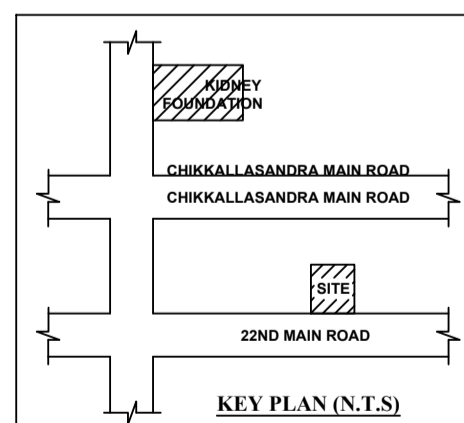 KIDNEY
FOUNDATION
CHIKKALLASANDRA MAIN ROAD
CHIKKALLASANDRA MAIN ROAD
SITE
22ND MAIN ROAD
KEY PLAN (N.T.S)